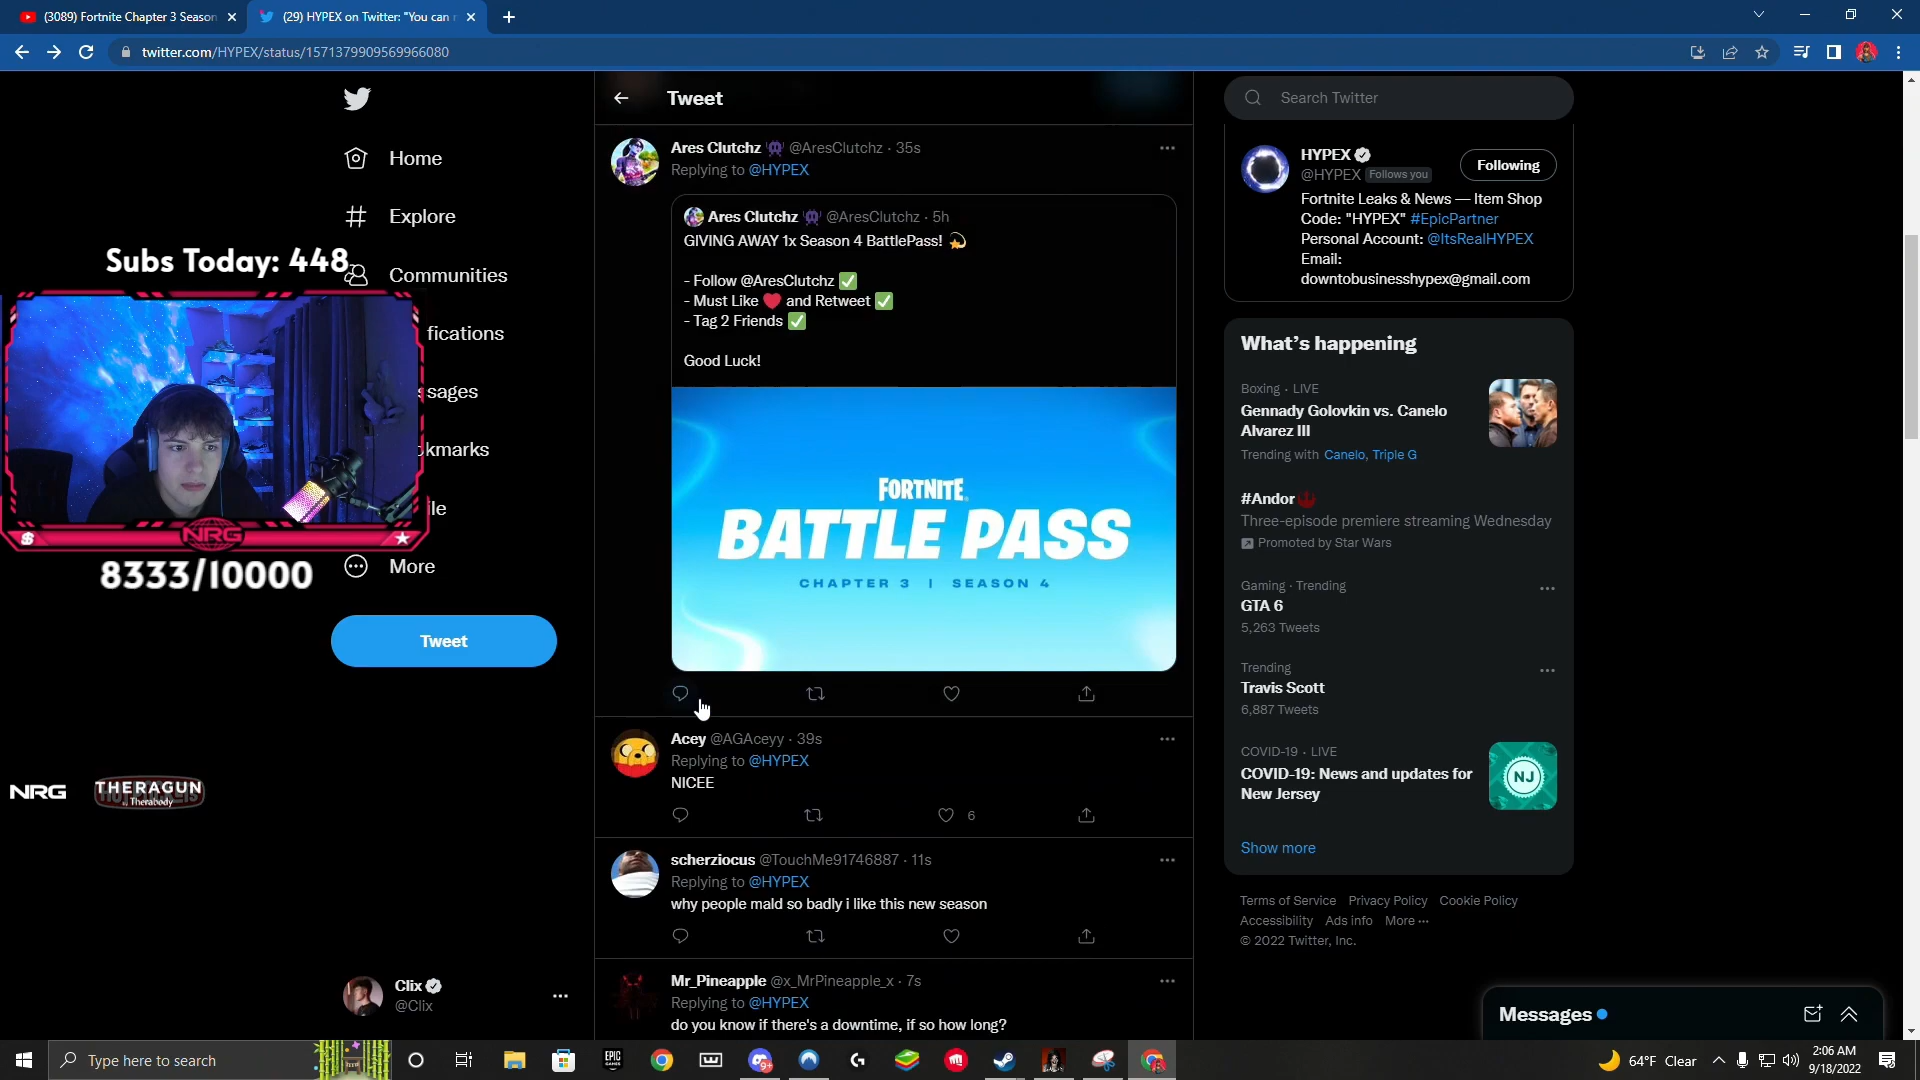 (3089) Fortnite Chapter 3 Season
(29) HYPEX on Twitter: "You can
twitter.com/HYPEX/status/1571379909569966080
Home
Explore
Communities
fications
sages
kmarks
le
More
Tweet
Subs Today: 448
NRG
8333/10000
NRG
THERAGUN
by Therabody
Clix
@Clix
Tweet
Ares Clutchz @AresClutchz · 35s
Replying to @HYPEX
Ares Clutchz @AresClutchz · 5h
GIVING AWAY 1x Season 4 BattlePass!
- Follow @AresClutchz ✅
- Must Like ❤️ and Retweet ✅
- Tag 2 Friends ✅
Good Luck!
FORTNITE
BATTLE PASS
CHAPTER 3 | SEASON 4
Acey @AGAceyy · 39s
Replying to @HYPEX
NICEE
6
scherziocus @TouchMe91746887 · 11s
Replying to @HYPEX
why people mald so badly i like this new season
Mr_Pineapple @x_MrPineapple_x · 7s
Replying to @HYPEX
do you know if there's a downtime, if so how long?
Search Twitter
HYPEX
@HYPEX Follows you
Following
Fortnite Leaks & News — Item Shop
Code: "HYPEX" #EpicPartner
Personal Account: @ItsRealHYPEX
Email:
downtobusinesshypex@gmail.com
What's happening
Boxing · LIVE
Gennady Golovkin vs. Canelo
Alvarez III
Trending with Canelo, Triple G
#Andor
Three-episode premiere streaming Wednesday
Promoted by Star Wars
Gaming · Trending
GTA 6
5,263 Tweets
Trending
Travis Scott
6,887 Tweets
COVID-19 · LIVE
COVID-19: News and updates for
New Jersey
NJ
Show more
Terms of Service Privacy Policy Cookie Policy
Accessibility Ads info More ···
© 2022 Twitter, Inc.
Messages
Type here to search
EPIC
GAMES
64°F Clear
2:06 AM
9/18/2022